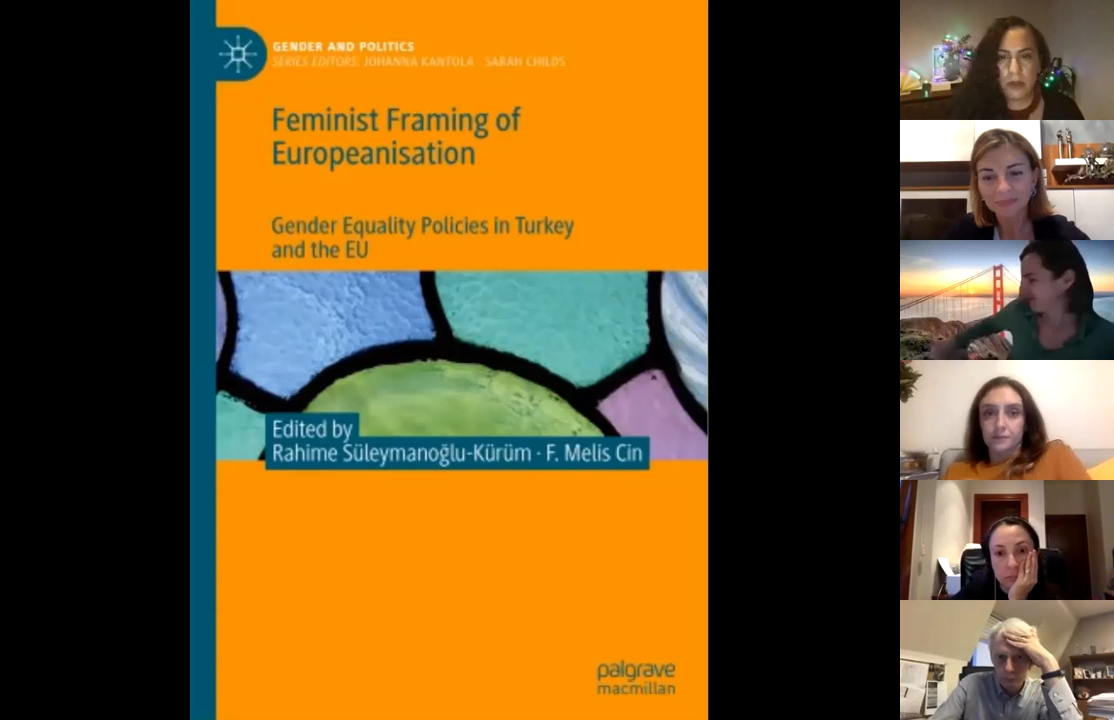 GENDER AND POLITICS
SERIES EDITORS: JOHANNA KANTOLA · SARAH CHILDS
Feminist Framing of
Europeanisation
Gender Equality Policies in Turkey
and the EU
Edited by
Rahime Süleymanoğlu-Kürüm · F. Melis Cin
palgrave
macmillan